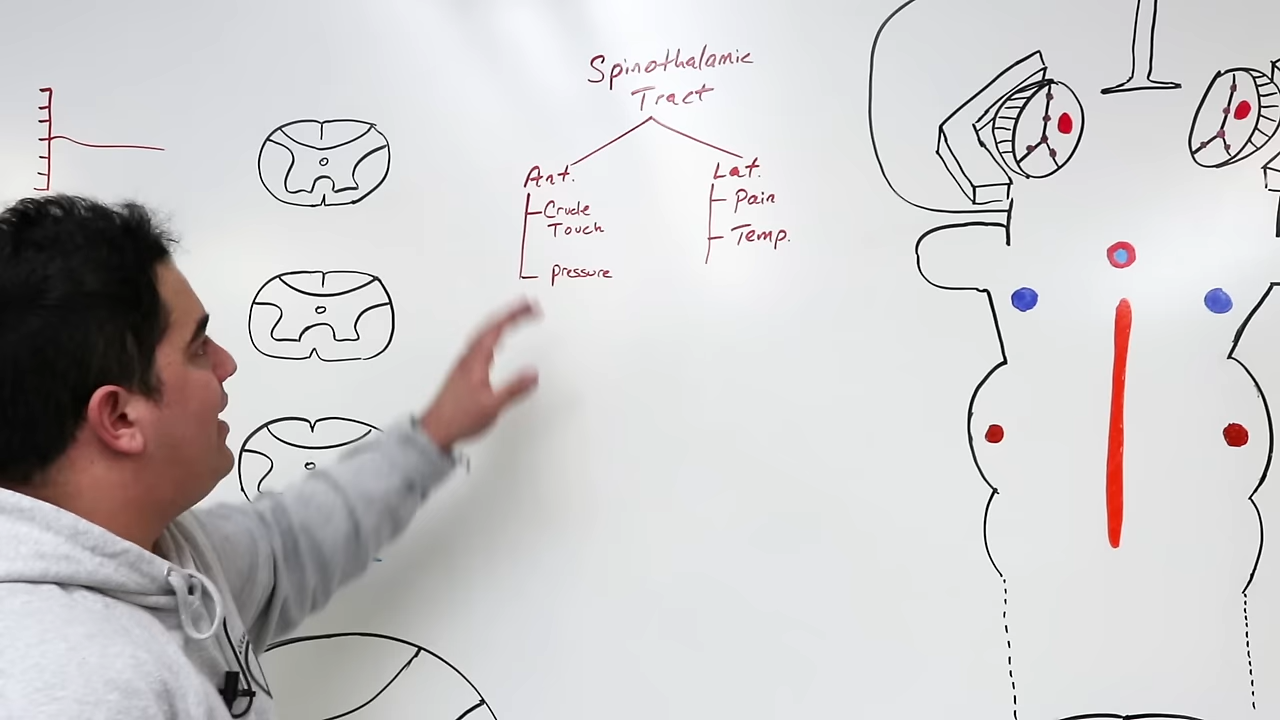 Spinothalamic
Tract
Ant.
Crude
Touch
pressure
Lat.
Pain
Temp.